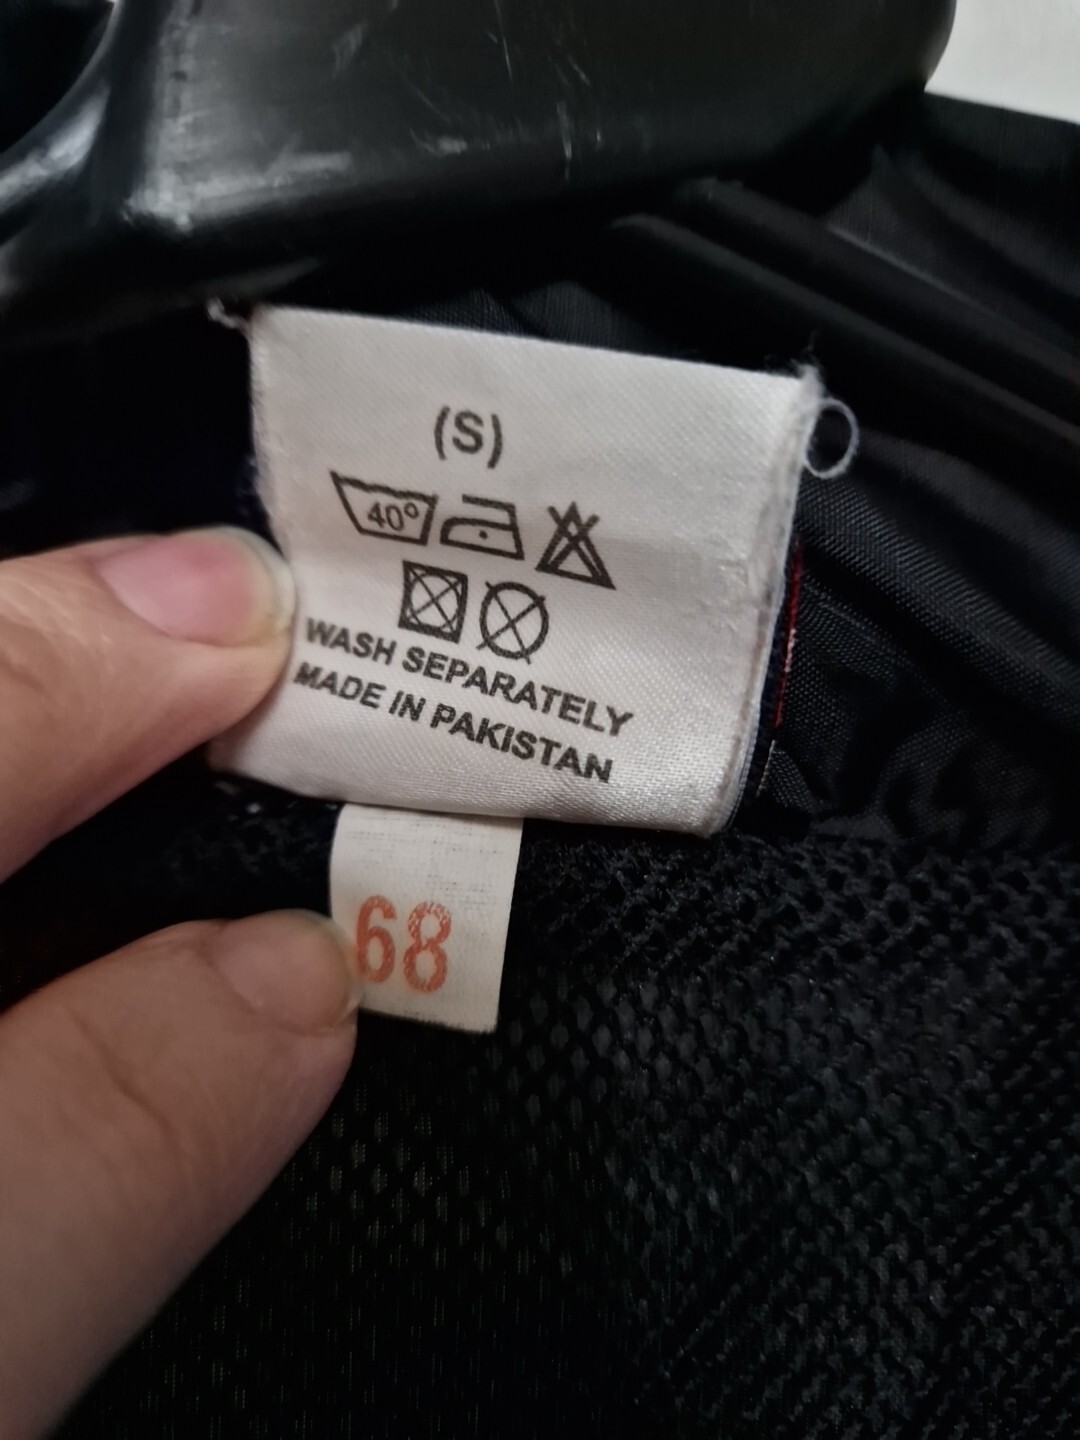 (S)
40°
WASH SEPARATELY
MADE IN PAKISTAN
68